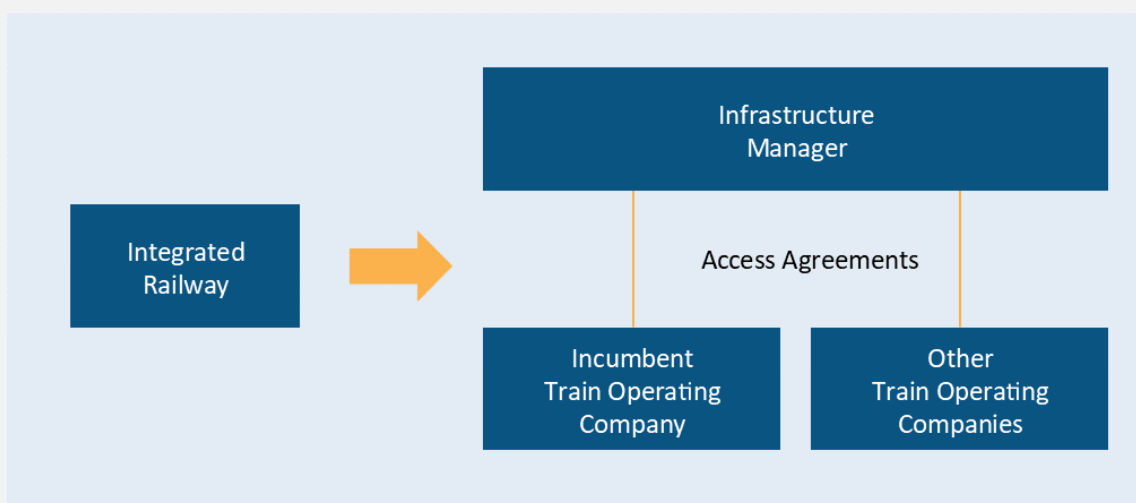 Infrastructure
Manager
Integrated
Railway
Access Agreements
Incumbent
Train Operating
Company
Other
Train Operating
Companies